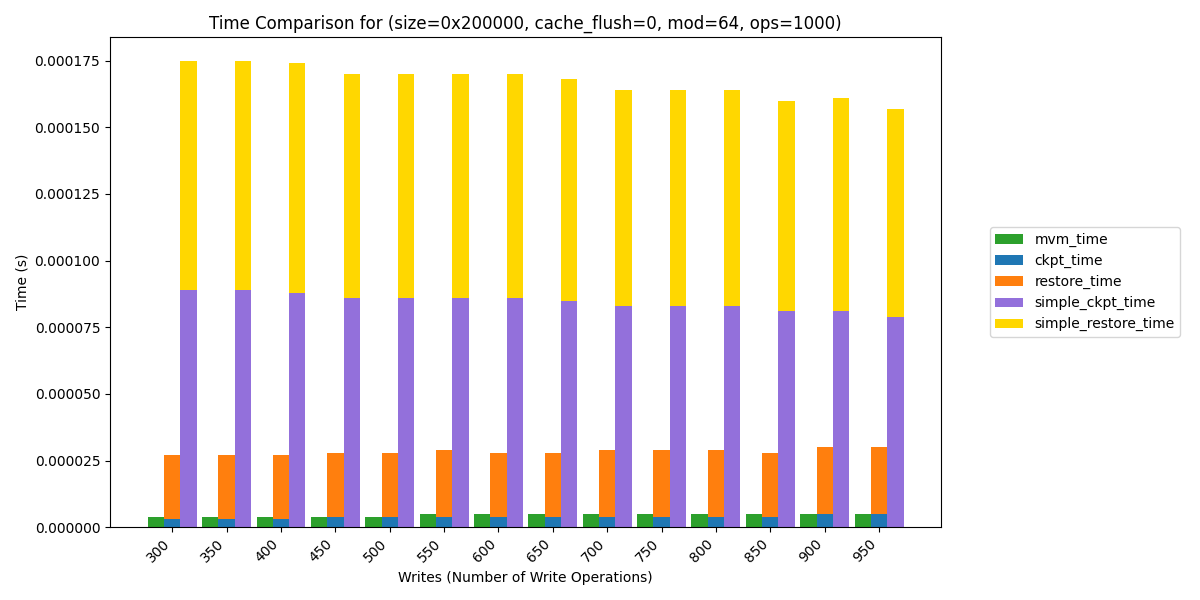 Time Comparison for (size=0x200000, cache_flush=0, mod=64, ops=1000)
Time (s)
0.000175
0.000150
0.000125
0.000100
0.000075
0.000050
0.000025
0.000000
300 350 400 450 500 550 600 650 700 750 800 850 900 950
Writes (Number of Write Operations)
mvm_time
ckpt_time
restore_time
simple_ckpt_time
simple_restore_time